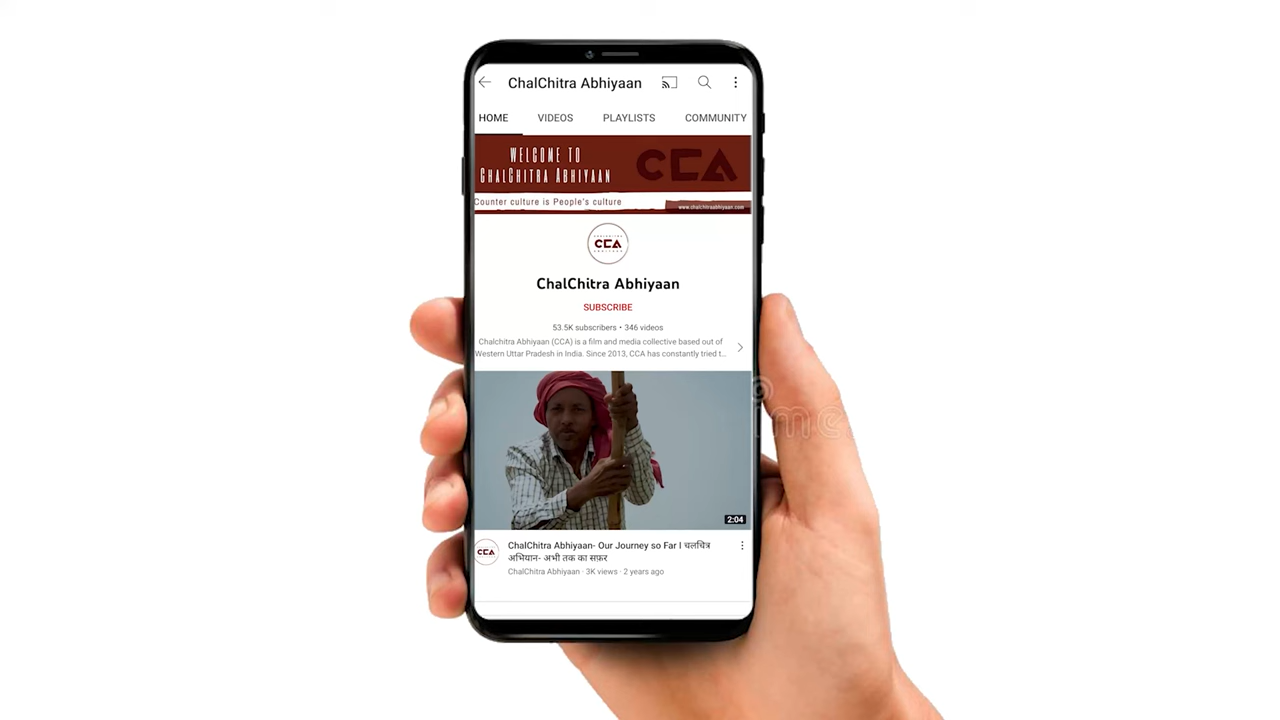 ChalChitra Abhiyaan
HOME VIDEOS PLAYLISTS COMMUNITY
WELCOME TO
CHALCHITRA ABHIYAAN
CCA
Counter culture is People's culture
www.chalchitraabhiyaan.com
CCA
ChalChitra Abhiyaan
SUBSCRIBE
53.5K subscribers • 346 videos
Chalchitra Abhiyaan (CCA) is a film and media collective based out of
Western Uttar Pradesh in India. Since 2013, CCA has constantly tried t...
2:04
CCA
ChalChitra Abhiyaan- Our Journey so Far I चलचित्र
अभियान- अभी तक का सफ़र
ChalChitra Abhiyaan · 3K views · 2 years ago